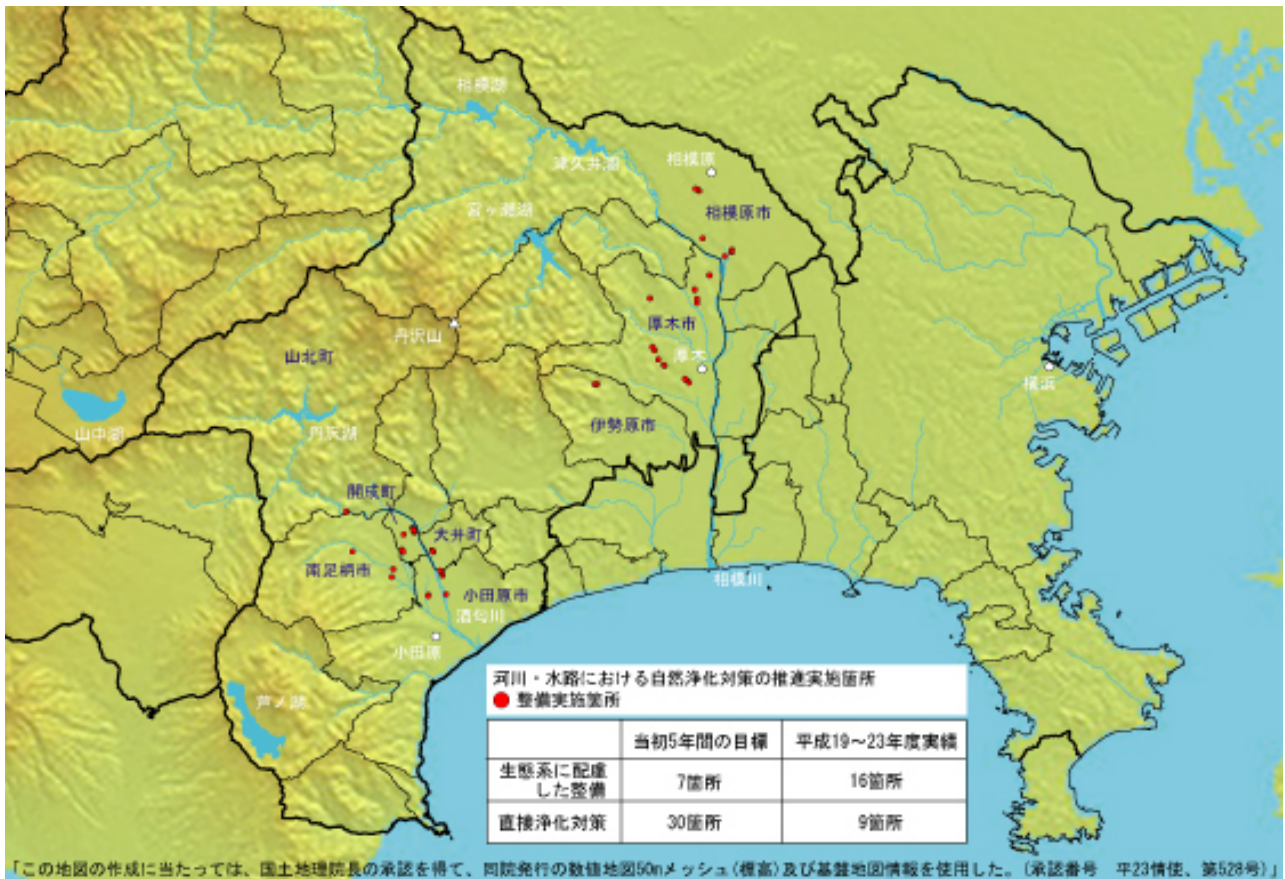 相模湖
津久井湖
相模原
宮ヶ瀬湖
相模原市
丹沢山
厚木市
厚木
山北町
山中湖
丹沢湖
伊勢原市
横浜
開成町
大井町
南足柄市
小田原市
酒匂川
相模川
小田原
芦ノ湖
河川・水路における自然浄化対策の推進実施箇所
● 整備実施箇所
当初5年間の目標 平成19～23年度実績
生態系に配慮
した整備 7箇所 16箇所
直接浄化対策 30箇所 9箇所
「この地図の作成に当たっては、国土地理院長の承認を得て、同院発行の数値地図50mメッシュ(標高)及び基盤地図情報を使用した。(承認番号 平23情使、第528号)」